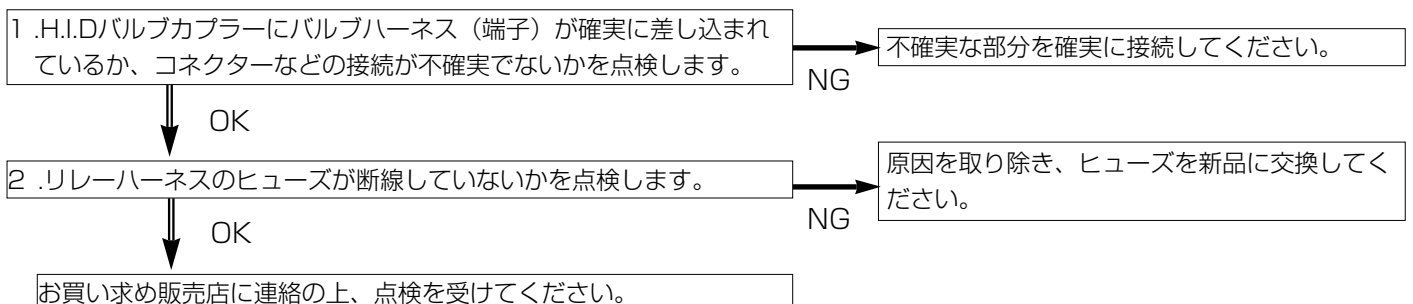 1 .H.I.Dバルブカプラーにバルブハーネス（端子）が確実に差し込まれ
ているか、コネクターなどの接続が不確実でないかを点検します。
不確実な部分を確実に接続してください。
NG
OK
2 .リレーハーネスのヒューズが断線していないかを点検します。
原因を取り除き、ヒューズを新品に交換してく
ださい。
NG
OK
お買い求め販売店に連絡の上、点検を受けてください。